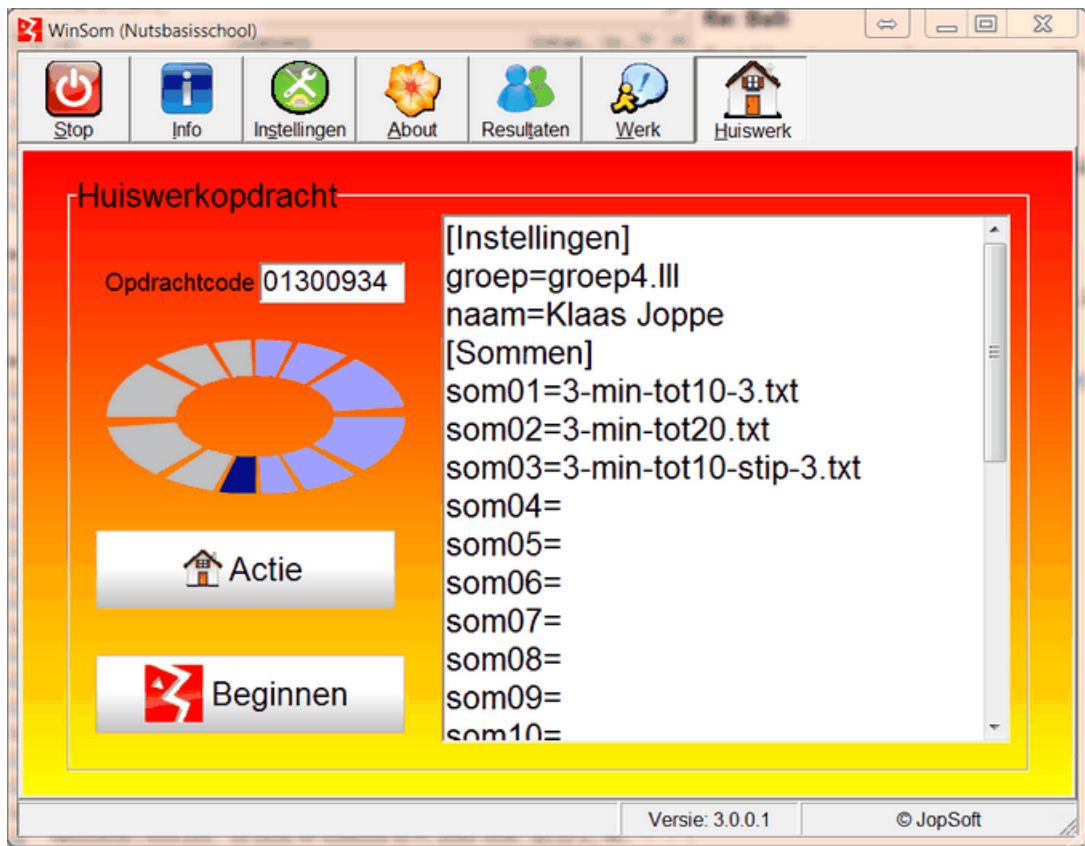 WinSom (Nutsbasisschool)
Stop
Info
Instellingen
About
Resultaten
Werk
Huiswerk
Huiswerkopdracht
Opdrachtcode 01300934
Actie
Beginnen
[Instellingen]
groep=groep4.lll
naam=Klaas Joppe
[Sommen]
som01=3-min-tot10-3.txt
som02=3-min-tot20.txt
som03=3-min-tot10-stip-3.txt
som04=
som05=
som06=
som07=
som08=
som09=
som10=
Versie: 3.0.0.1
© JopSoft